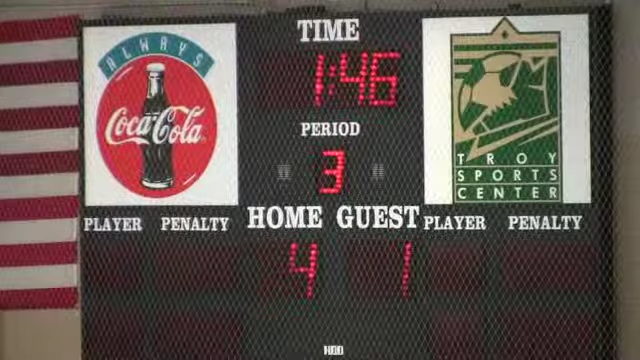 TIME
1:46
ALWAYS
Coca-Cola
TROY
SPORTS
CENTER
PERIOD
3
PLAYER PENALTY HOME GUEST PLAYER PENALTY
4 1